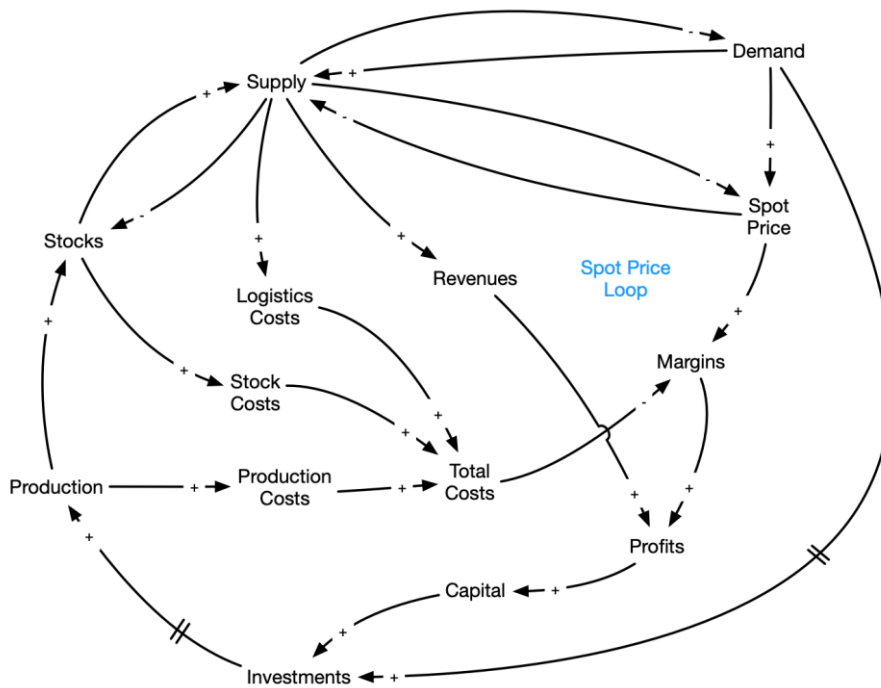 Demand
Supply
Spot
Price
Stocks
Spot Price
Loop
Revenues
Logistics
Costs
Margins
Stock
Costs
Production
Production
Costs
Total
Costs
Profits
Capital
Investments
-
+
+
-
-
+
-
+
+
+
+
+
+
-
+
+
+
+
+
+
+
+
+
+